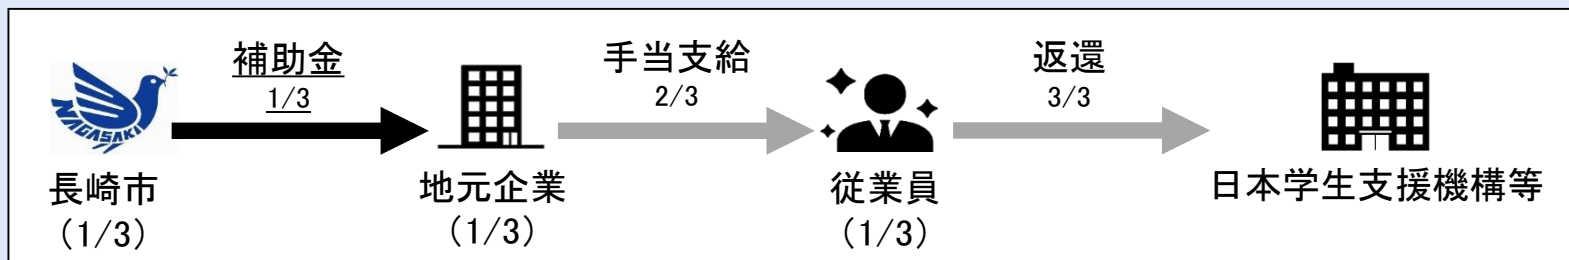 補助金
1/3
手当支給
2/3
返還
3/3
NAGASAKI
長崎市
(1/3)
地元企業
(1/3)
従業員
(1/3)
日本学生支援機構等